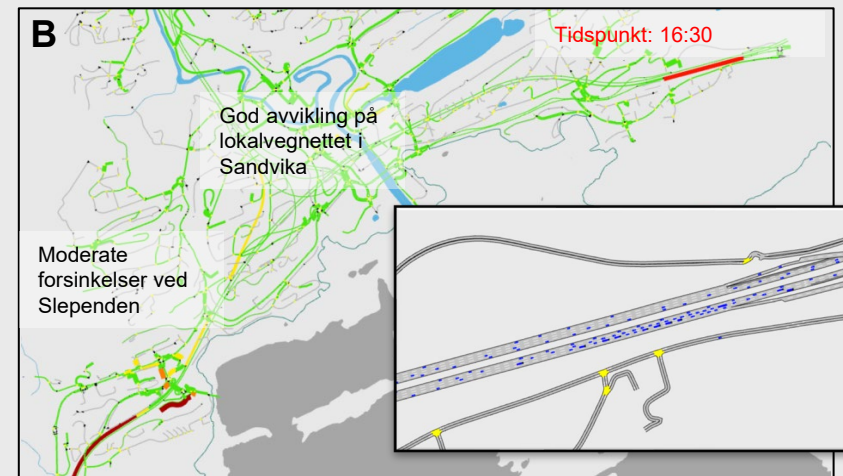 B
Tidspunkt: 16:30
God avvikling på
lokalvegnettet i
Sandvika
Moderate
forsinkelser ved
Slependen